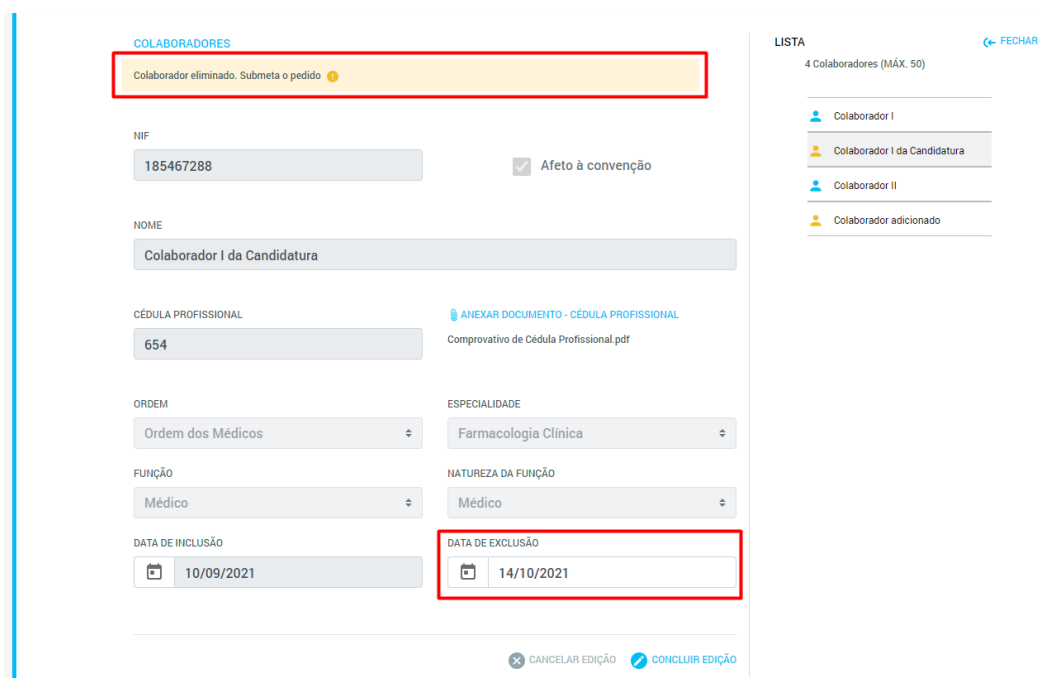 COLABORADORES
Colaborador eliminado. Submeta o pedido
NIF
185467288
Afeto à convenção
NOME
Colaborador I da Candidatura
CÉDULA PROFISSIONAL
ANEXAR DOCUMENTO - CÉDULA PROFISSIONAL
654
Comprovativo de Cédula Profissional.pdf
ORDEM
ESPECIALIDADE
Ordem dos Médicos
Farmacologia Clínica
FUNÇÃO
NATUREZA DA FUNÇÃO
Médico
Médico
DATA DE INCLUSÃO
DATA DE EXCLUSÃO
10/09/2021
14/10/2021
CANCELAR EDIÇÃO
CONCLUIR EDIÇÃO
LISTA
FECHAR
4 Colaboradores (MÁX. 50)
Colaborador I
Colaborador I da Candidatura
Colaborador II
Colaborador adicionado